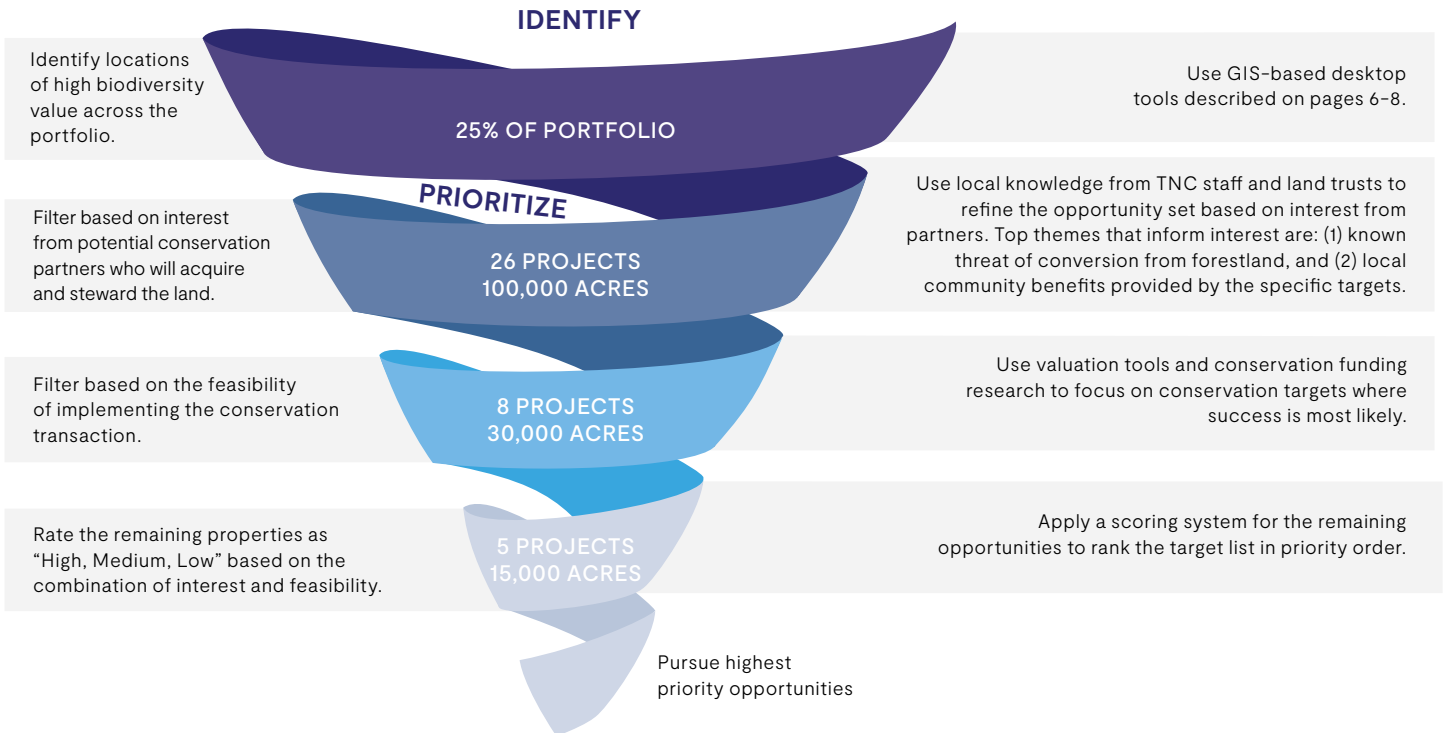 IDENTIFY
Identify locations
of high biodiversity
value across the
portfolio.
25% OF PORTFOLIO
Use GIS-based desktop
tools described on pages 6-8.
PRIORITIZE
Filter based on interest
from potential conservation
partners who will acquire
and steward the land.
26 PROJECTS
100,000 ACRES
Use local knowledge from TNC staff and land trusts to
refine the opportunity set based on interest from
partners. Top themes that inform interest are: (1) known
threat of conversion from forestland, and (2) local
community benefits provided by the specific targets.
Filter based on the feasibility
of implementing the conservation
transaction.
8 PROJECTS
30,000 ACRES
Use valuation tools and conservation funding
research to focus on conservation targets where
success is most likely.
Rate the remaining properties as
“High, Medium, Low” based on the
combination of interest and feasibility.
5 PROJECTS
15,000 ACRES
Apply a scoring system for the remaining
opportunities to rank the target list in priority order.
Pursue highest
priority opportunities